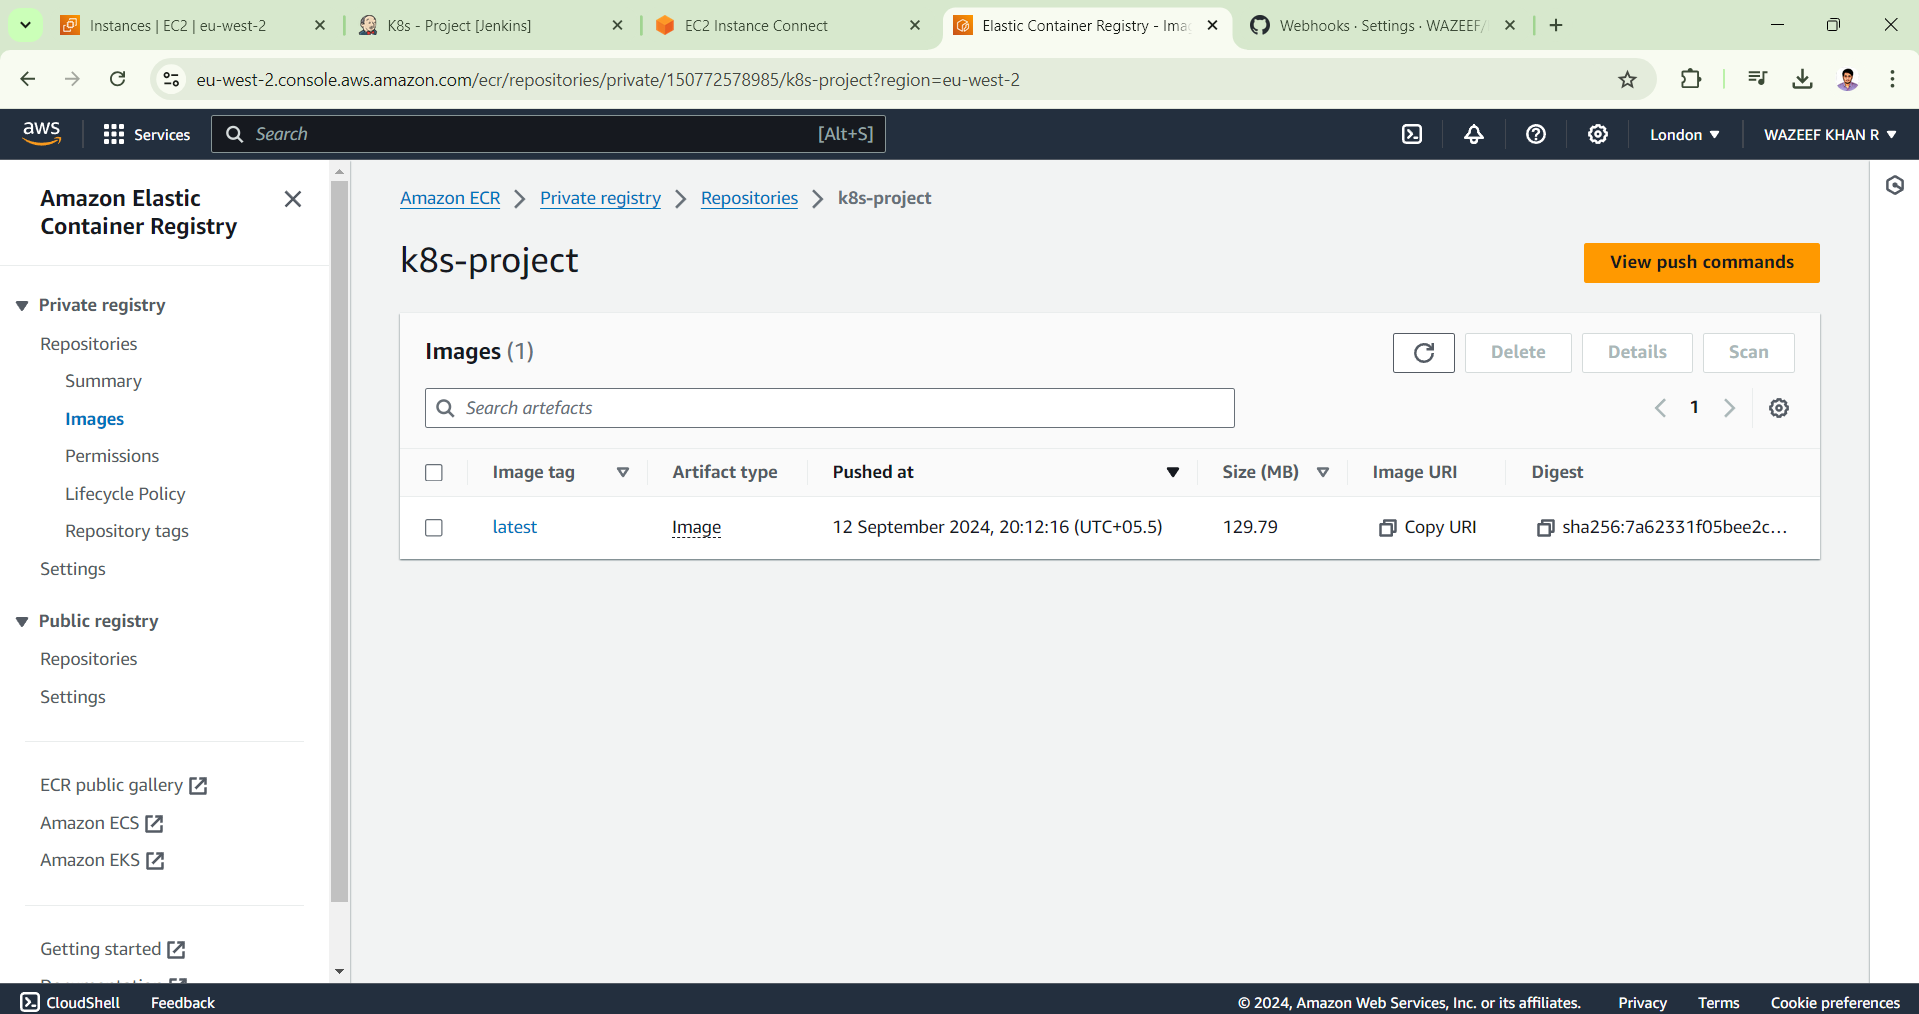 Instances | EC2 | eu-west-2
K8s - Project [Jenkins]
EC2 Instance Connect
Elastic Container Registry - Ima
Webhooks · Settings · WAZEEF/
eu-west-2.console.aws.amazon.com/ecr/repositories/private/150772578985/k8s-project?region=eu-west-2
aws
Services
Search
[Alt+S]
London
WAZEEF KHAN R
Amazon Elastic
Container Registry
Private registry
Repositories
Summary
Images
Permissions
Lifecycle Policy
Repository tags
Settings
Public registry
Repositories
Settings
ECR public gallery
Amazon ECS
Amazon EKS
Getting started
Amazon ECR
Private registry
Repositories
k8s-project
k8s-project
View push commands
Images (1)
Delete
Details
Scan
Search artefacts
1
Image tag
Artifact type
Pushed at
Size (MB)
Image URI
Digest
latest
Image
12 September 2024, 20:12:16 (UTC+05.5)
129.79
Copy URI
sha256:7a62331f05bee2c...
CloudShell
Feedback
© 2024, Amazon Web Services, Inc. or its affiliates.
Privacy
Terms
Cookie preferences